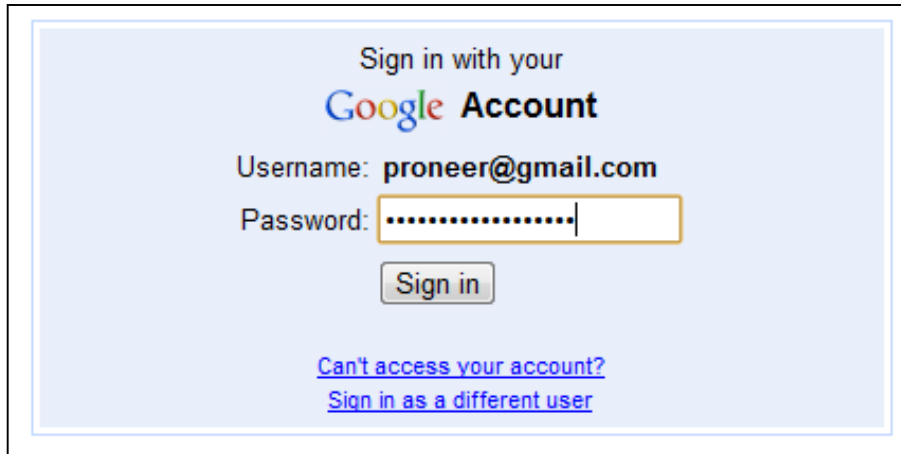 Sign in with your
Google Account
Username: proneer@gmail.com
Password: ••••••••••••••••••
Sign in
Can't access your account?
Sign in as a different user